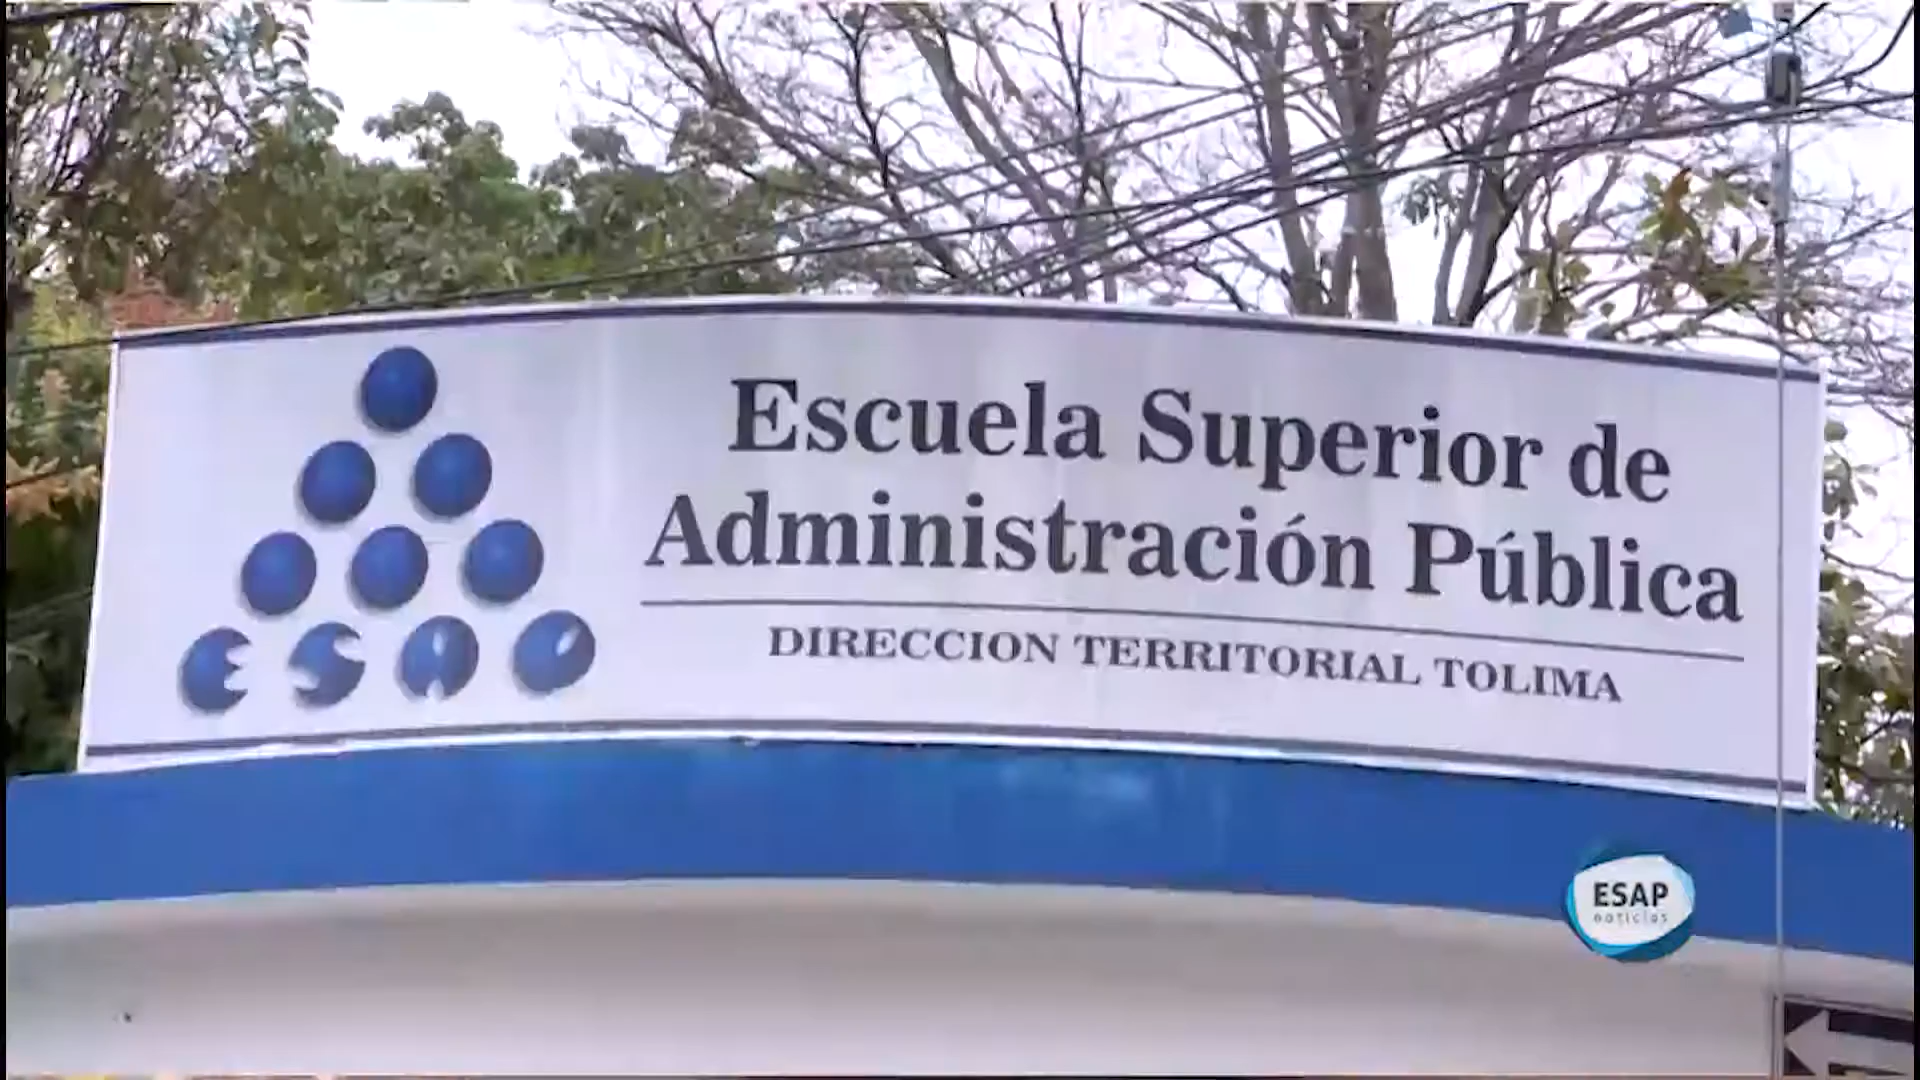 Escuela Superior de
Administración Pública
DIRECCION TERRITORIAL TOLIMA
ESAP
ESAP
noticias